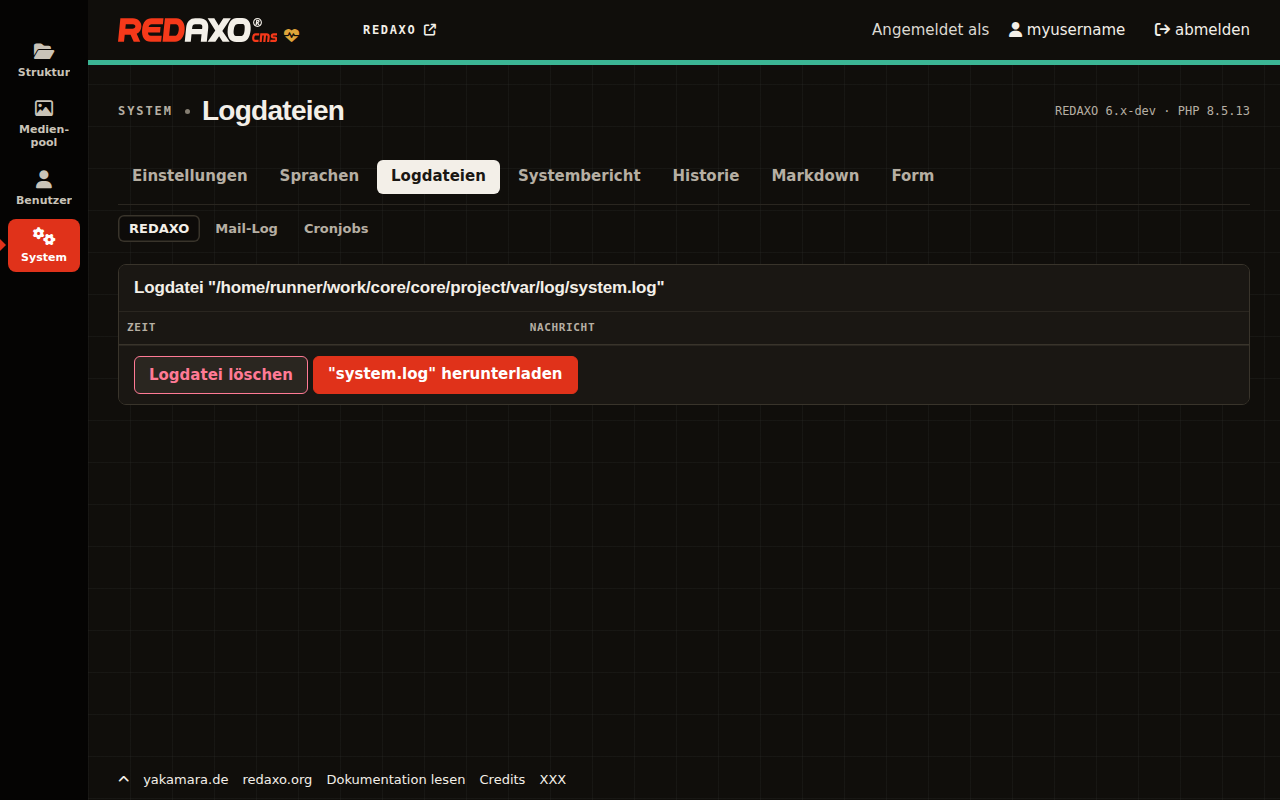 REDAXO® cms
REDAXO
Angemeldet als myusername abmelden
Struktur
Medien-
pool
Benutzer
System
SYSTEM • Logdateien
REDAXO 6.x-dev · PHP 8.5.13
Einstellungen Sprachen Logdateien Systembericht Historie Markdown Form
REDAXO Mail-Log Cronjobs
Logdatei "/home/runner/work/core/core/project/var/log/system.log"
ZEIT NACHRICHT
Logdatei löschen "system.log" herunterladen
yakamara.de redaxo.org Dokumentation lesen Credits XXX